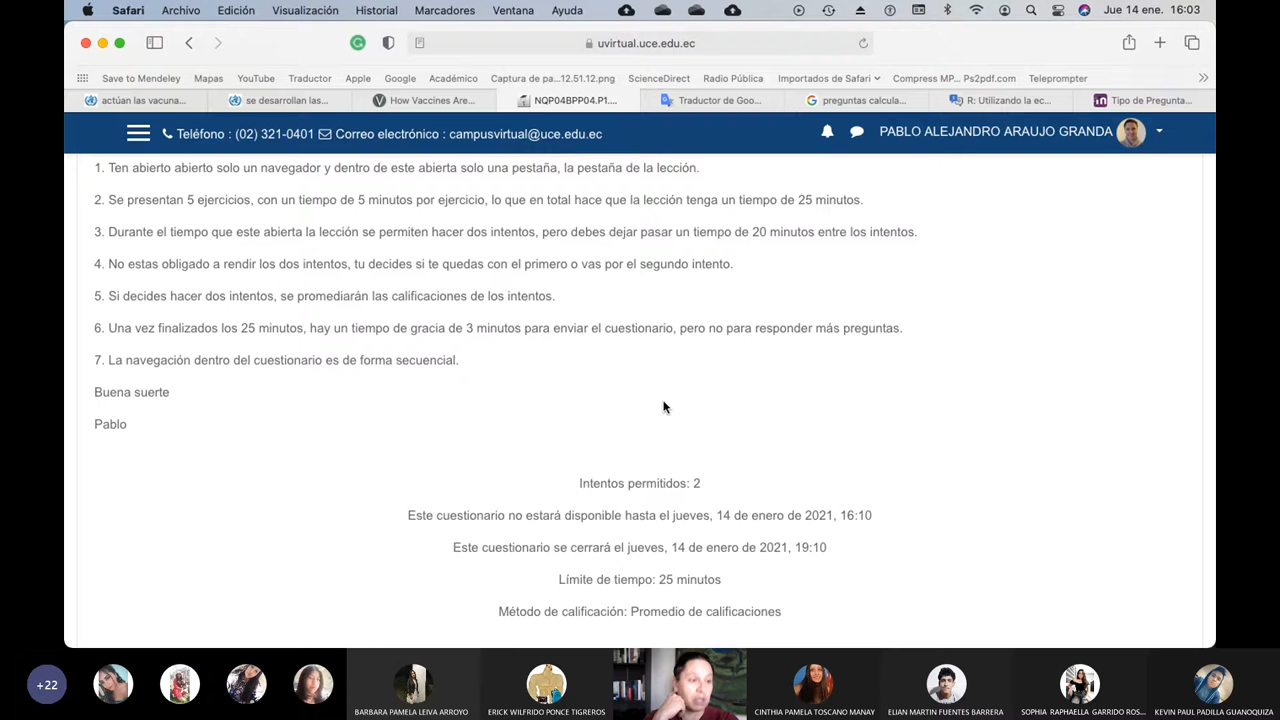 Safari Archivo Edición Visualización Historial Marcadores Ventana Ayuda Jue 14 ene. 16:03
uvirtual.uce.edu.ec
Save to Mendeley Mapas YouTube Traductor Apple Google Académico Captura de pa...12.51.12.png ScienceDirect Radio Pública Importados de Safari Compress MP... Ps2pdf.com Teleprompter
actúan las vacuna... se desarrollan las... How Vaccines Are... NQP04BPP04.P1.... Traductor de Goo... preguntas calcula... R: Utilizando la ec... Tipo de Pregunta...
Teléfono : (02) 321-0401 Correo electrónico : campusvirtual@uce.edu.ec PABLO ALEJANDRO ARAUJO GRANDA
1. Ten abierto abierto solo un navegador y dentro de este abierta solo una pestaña, la pestaña de la lección.
2. Se presentan 5 ejercicios, con un tiempo de 5 minutos por ejercicio, lo que en total hace que la lección tenga un tiempo de 25 minutos.
3. Durante el tiempo que este abierta la lección se permiten hacer dos intentos, pero debes dejar pasar un tiempo de 20 minutos entre los intentos.
4. No estas obligado a rendir los dos intentos, tu decides si te quedas con el primero o vas por el segundo intento.
5. Si decides hacer dos intentos, se promediarán las calificaciones de los intentos.
6. Una vez finalizados los 25 minutos, hay un tiempo de gracia de 3 minutos para enviar el cuestionario, pero no para responder más preguntas.
7. La navegación dentro del cuestionario es de forma secuencial.
Buena suerte
Pablo
Intentos permitidos: 2
Este cuestionario no estará disponible hasta el jueves, 14 de enero de 2021, 16:10
Este cuestionario se cerrará el jueves, 14 de enero de 2021, 19:10
Límite de tiempo: 25 minutos
Método de calificación: Promedio de calificaciones
+22
BARBARA PAMELA LEIVA ARROYO ERICK WILFRIDO PONCE TIGREROS CINTHIA PAMELA TOSCANO MANAY ELIAN MARTIN FUENTES BARRERA SOPHIA RAPHAELLA GARRIDO ROS... KEVIN PAUL PADILLA GUANOQUIZA